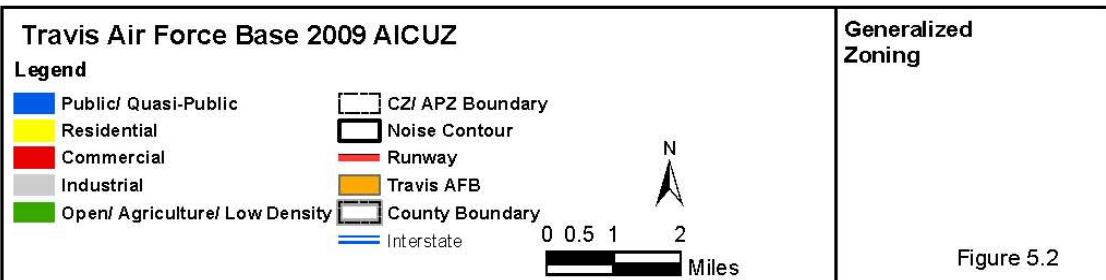 Travis Air Force Base 2009 AICUZ
Legend
Public/ Quasi-Public
Residential
Commercial
Industrial
Open/ Agriculture/ Low Density
CZ/ APZ Boundary
Noise Contour
Runway
Travis AFB
County Boundary
Interstate
N
0 0.5 1 2
Miles
Generalized
Zoning
Figure 5.2